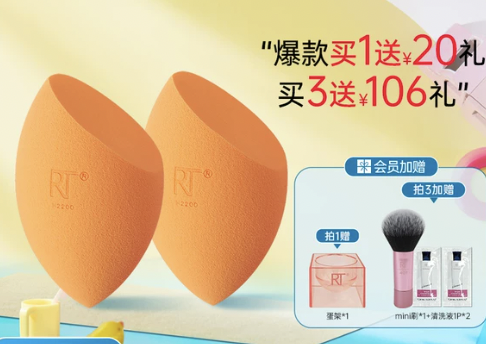 "爆款买1送¥20礼
买3送¥106礼"
会员加赠
拍3加赠
拍1赠
RT®
RT®
RT
蛋架*1
mini刷*1+清洗液1P*2